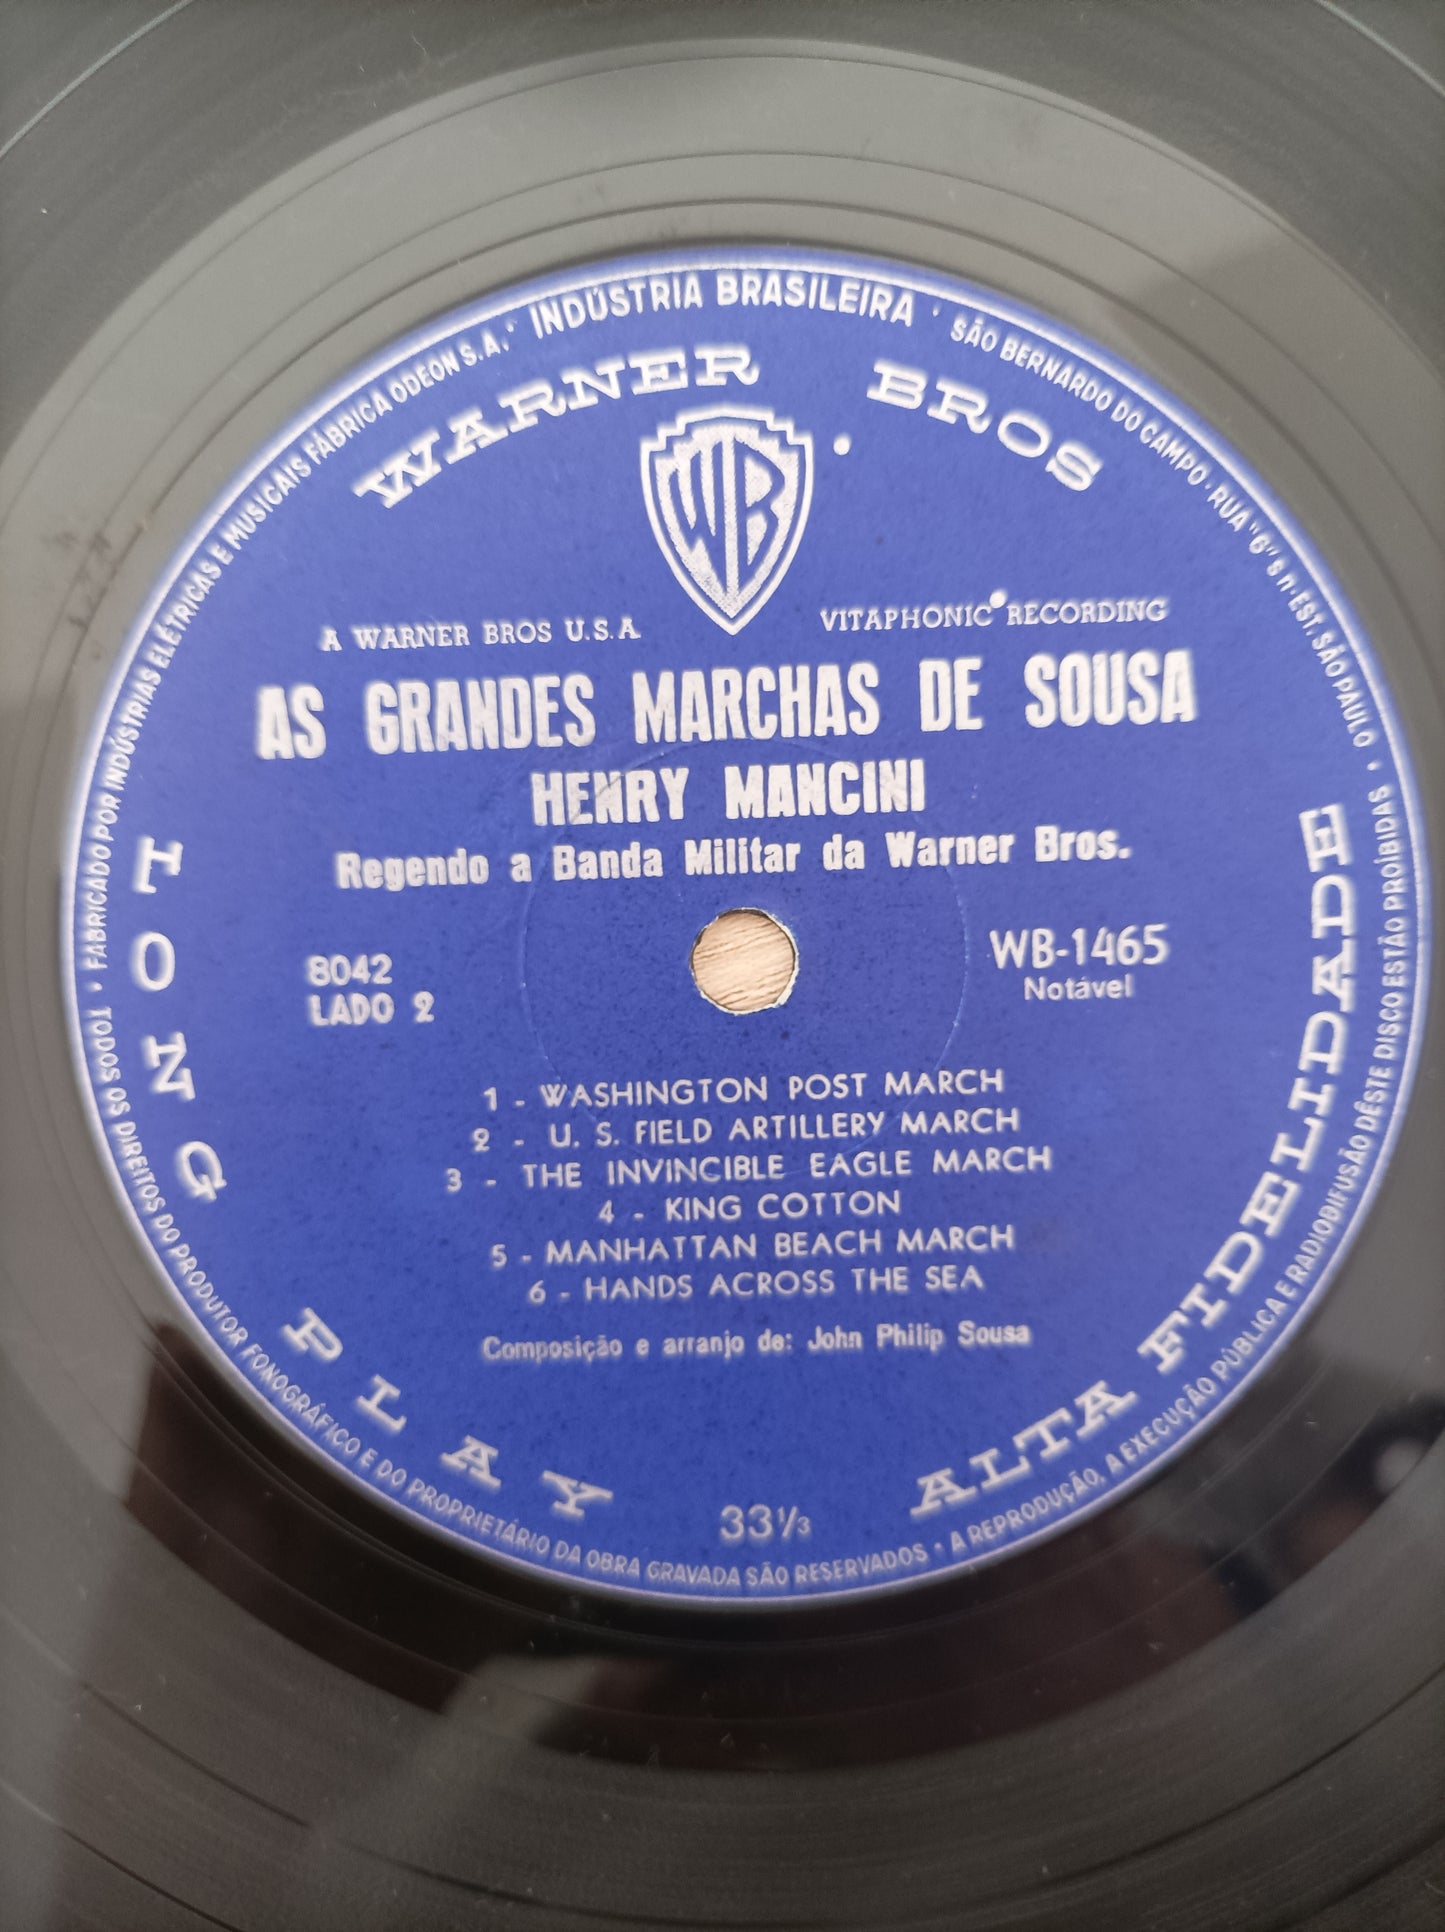 FABRICADO POR INDÚSTRIAS ELÉTRICAS E MUSICAIS FÁBRICA ODEON S.A. · INDÚSTRIA BRASILEIRA · SÃO BERNARDO DO CAMPO · RUA "6" s nº EST. SÃO PAULO ·
WARNER BROS
WB
A WARNER BROS U.S.A.
VITAPHONIC RECORDING
AS GRANDES MARCHAS DE SOUSA
HENRY MANCINI
Regendo a Banda Militar da Warner Bros.
8042
LADO 2
WB-1465
Notável
1 - WASHINGTON POST MARCH
2 - U. S. FIELD ARTILLERY MARCH
3 - THE INVINCIBLE EAGLE MARCH
4 - KING COTTON
5 - MANHATTAN BEACH MARCH
6 - HANDS ACROSS THE SEA
Composição e arranjo de: John Philip Sousa
LONG PLAY
33⅓
ALTA FIDELIDADE
TODOS OS DIREITOS DO PRODUTOR FONOGRÁFICO E DO PROPRIETÁRIO DA OBRA GRAVADA SÃO RESERVADOS · A REPRODUÇÃO, A EXECUÇÃO PÚBLICA E RADIODIFUSÃO DÊSTE DISCO ESTÃO PROÍBIDAS ·